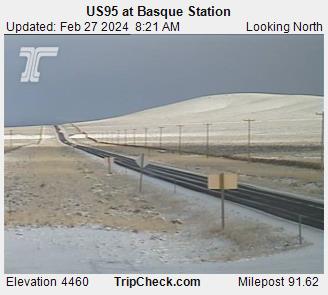 US95 at Basque Station
Updated: Feb 27 2024 8:21 AM Looking North
Elevation 4460 TripCheck.com Milepost 91.62